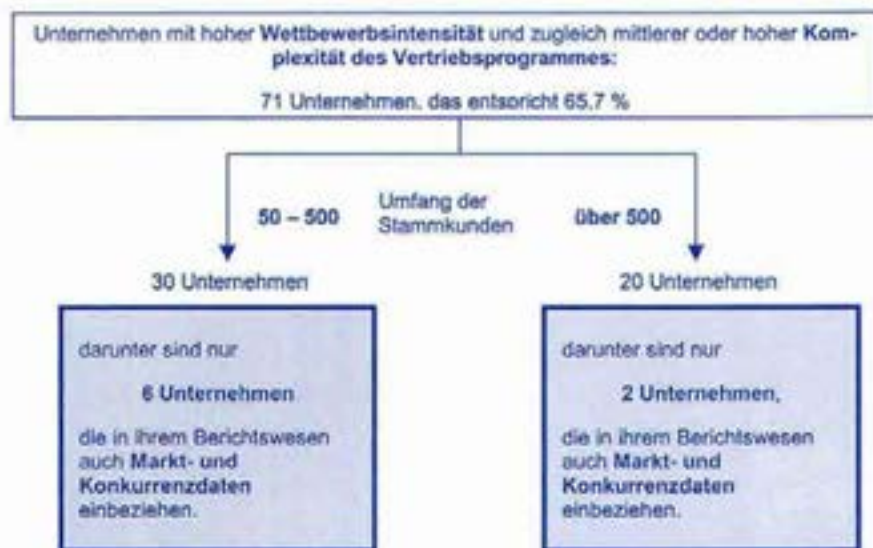 Unternehmen mit hoher Wettbewerbsintensität und zugleich mittlerer oder hoher Kom-
plexität des Vertriebsprogrammes:
71 Unternehmen, das entsoricht 65,7 %
50 – 500
Umfang der
Stammkunden
über 500
30 Unternehmen
20 Unternehmen
darunter sind nur
6 Unternehmen
die in ihrem Berichtswesen
auch Markt- und
Konkurrenzdaten
einbeziehen.
darunter sind nur
2 Unternehmen,
die in ihrem Berichtswesen
auch Markt- und
Konkurrenzdaten
einbeziehen.